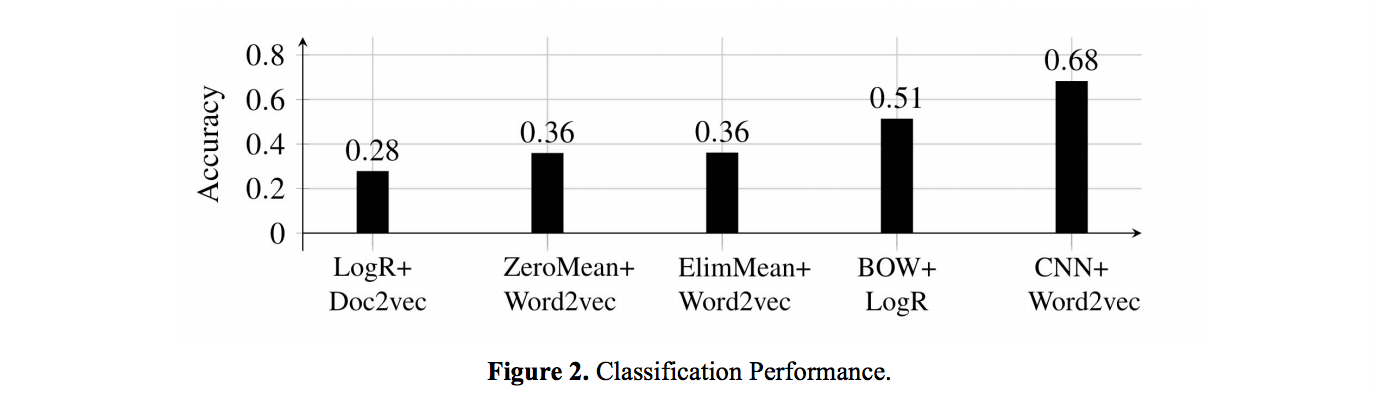 0.8
0.6
0.4
0.2
0
Accuracy
0.28
0.36
0.36
0.51
0.68
LogR+
Doc2vec
ZeroMean+
Word2vec
ElimMean+
Word2vec
BOW+
LogR
CNN+
Word2vec
Figure 2. Classification Performance.